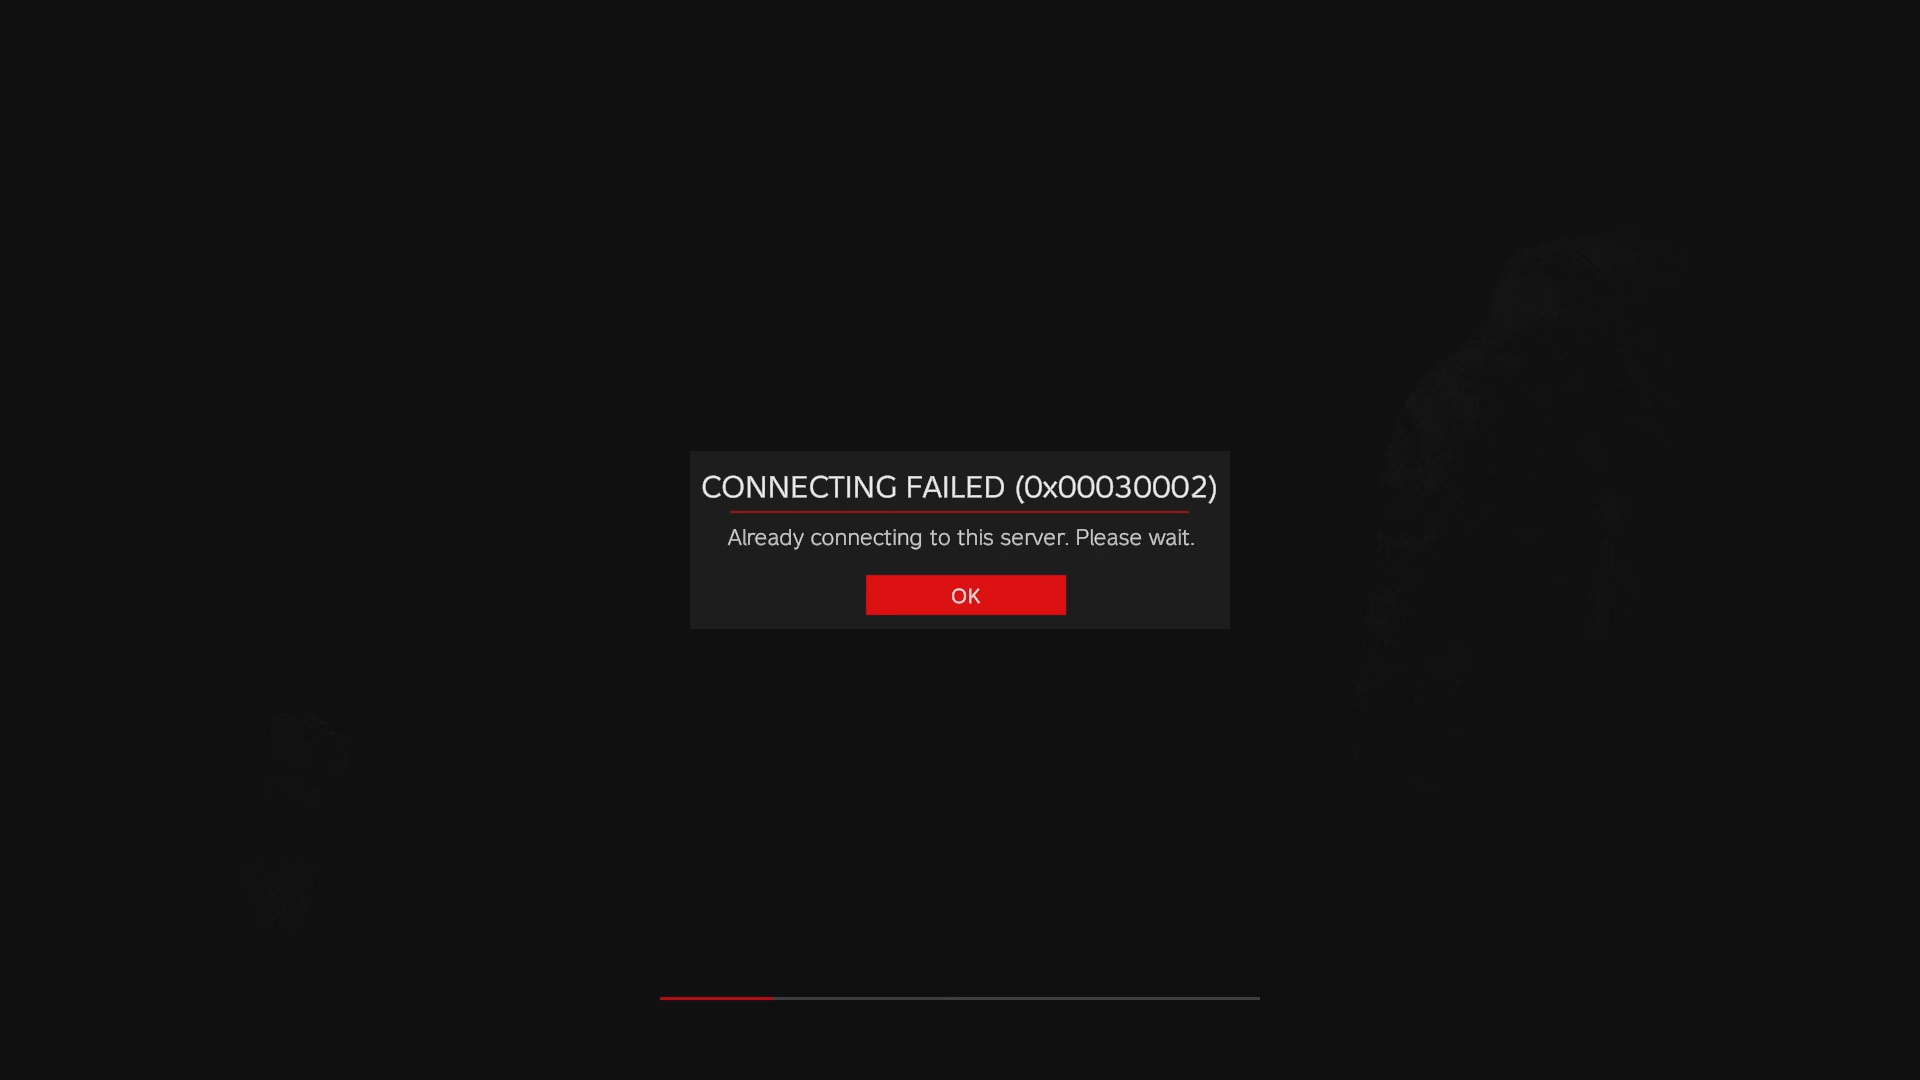 CONNECTING FAILED (0x00030002)
Already connecting to this server. Please wait.
OK